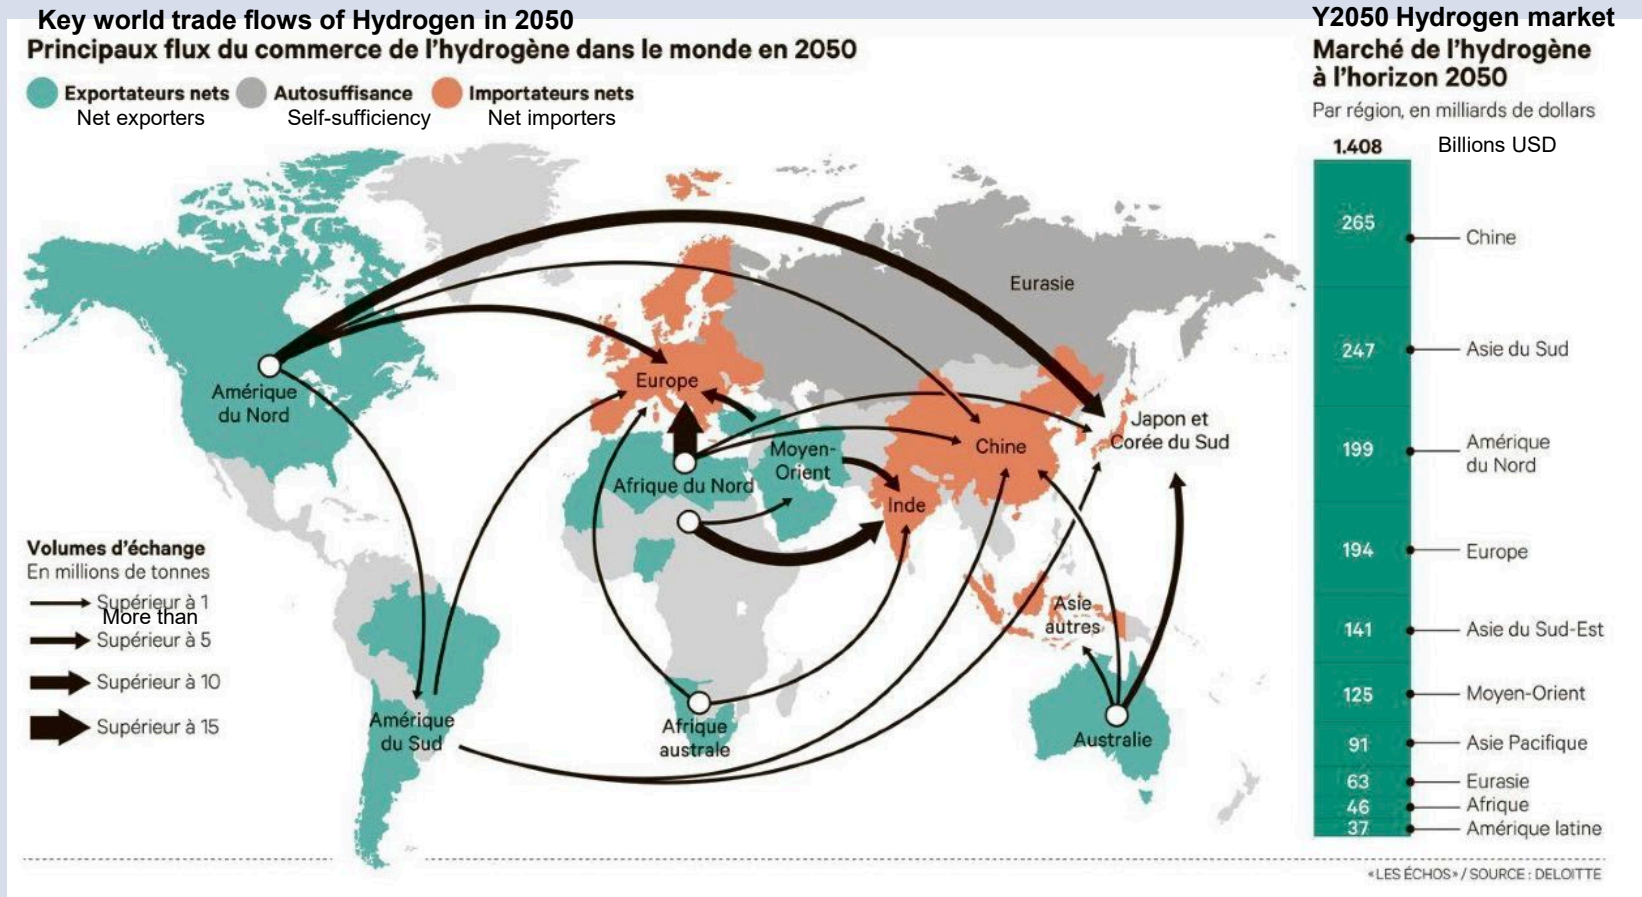 Key world trade flows of Hydrogen in 2050
Principaux flux du commerce de l'hydrogène dans le monde en 2050
Exportateurs nets
Autosuffisance
Importateurs nets
Net exporters
Self-sufficiency
Net importers
Eurasie
Europe
Amérique
du Nord
Japon et
Corée du Sud
Chine
Moyen-
Orient
Afrique du Nord
Inde
Asie
autres
Amérique
du Sud
Afrique
australe
Australie
Volumes d'échange
En millions de tonnes
Supérieur à 1
More than
Supérieur à 5
Supérieur à 10
Supérieur à 15
Y2050 Hydrogen market
Marché de l'hydrogène
à l'horizon 2050
Par région, en milliards de dollars
1.408
Billions USD
265
Chine
247
Asie du Sud
199
Amérique
du Nord
194
Europe
141
Asie du Sud-Est
125
Moyen-Orient
91
Asie Pacifique
63
Eurasie
46
Afrique
37
Amérique latine
«LES ÉCHOS» / SOURCE : DELOITTE